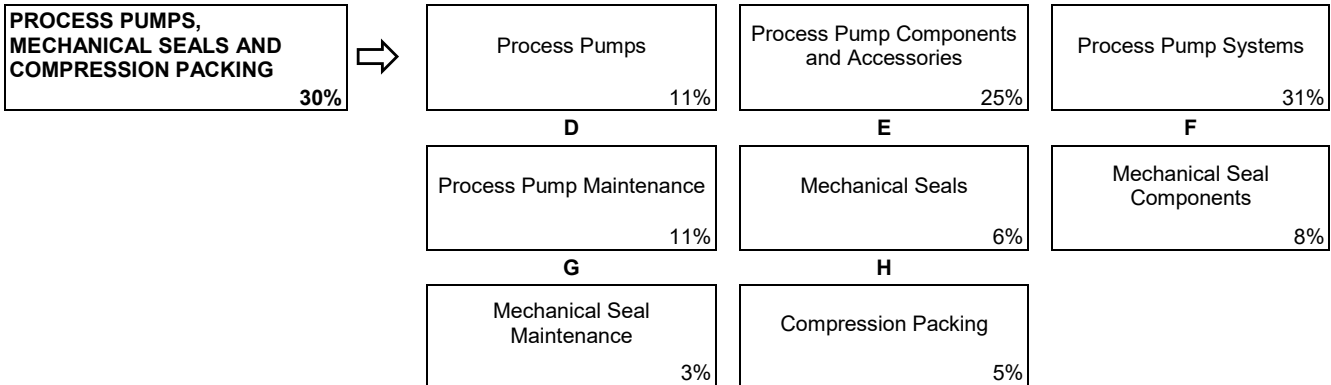 PROCESS PUMPS,
MECHANICAL SEALS AND
COMPRESSION PACKING
30%
Process Pumps
11%
Process Pump Components
and Accessories
25%
Process Pump Systems
31%
D
E
F
Process Pump Maintenance
11%
Mechanical Seals
6%
Mechanical Seal
Components
8%
G
H
Mechanical Seal
Maintenance
3%
Compression Packing
5%